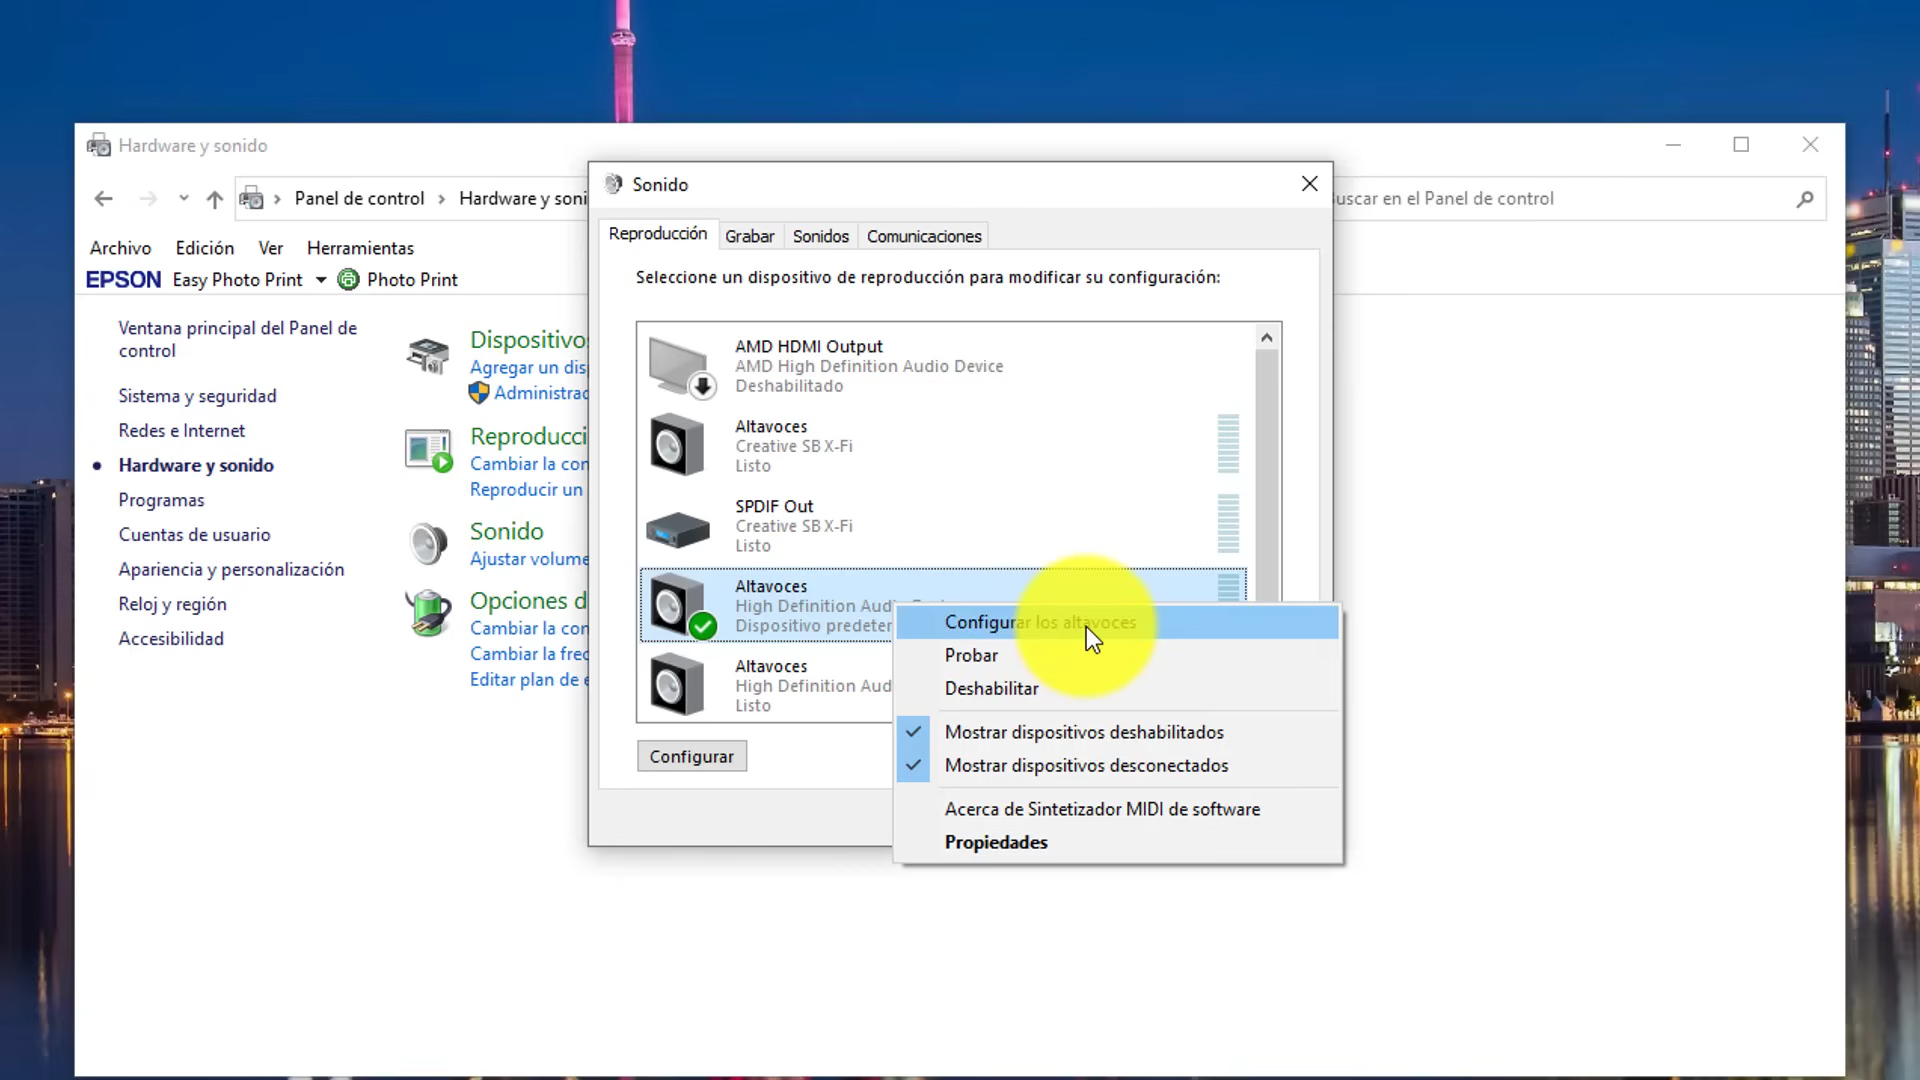 Hardware y sonido
Panel de control
Hardware y soni
uscar en el Panel de control
Archivo
Edición
Ver
Herramientas
EPSON
Easy Photo Print
Photo Print
Ventana principal del Panel de
control
Sistema y seguridad
Redes e Internet
Hardware y sonido
Programas
Cuentas de usuario
Apariencia y personalización
Reloj y región
Accesibilidad
Dispositivos
Agregar un dis
Administrac
Reproducci
Cambiar la con
Reproducir un
Sonido
Ajustar volume
Opciones d
Cambiar la con
Cambiar la frec
Editar plan de e
Sonido
Reproducción
Grabar
Sonidos
Comunicaciones
Seleccione un dispositivo de reproducción para modificar su configuración:
AMD HDMI Output
AMD High Definition Audio Device
Deshabilitado
Altavoces
Creative SB X-Fi
Listo
SPDIF Out
Creative SB X-Fi
Listo
Altavoces
High Definition Aud
Dispositivo predeter
Altavoces
High Definition Aud
Listo
Configurar
Configurar los altavoces
Probar
Deshabilitar
Mostrar dispositivos deshabilitados
Mostrar dispositivos desconectados
Acerca de Sintetizador MIDI de software
Propiedades